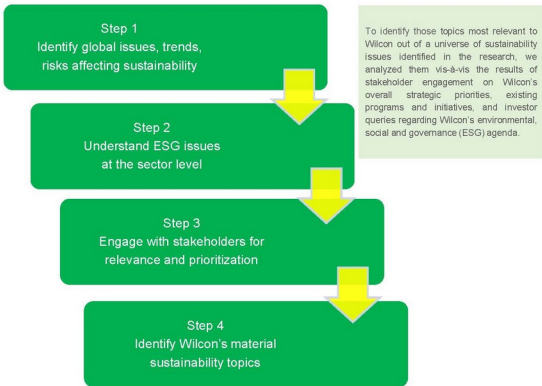 Step 1
Identify global issues, trends,
risks affecting sustainability
To identify those topics most relevant to
Wilcon out of a universe of sustainability
issues identified in the research, we
analyzed them vis-à-vis the results of
stakeholder engagement on Wilcon's
overall strategic priorities, existing
programs and initiatives, and investor
queries regarding Wilcon's environmental,
social and governance (ESG) agenda.
Step 2
Understand ESG issues
at the sector level
Step 3
Engage with stakeholders for
relevance and prioritization
Step 4
Identify Wilcon's material
sustainability topics